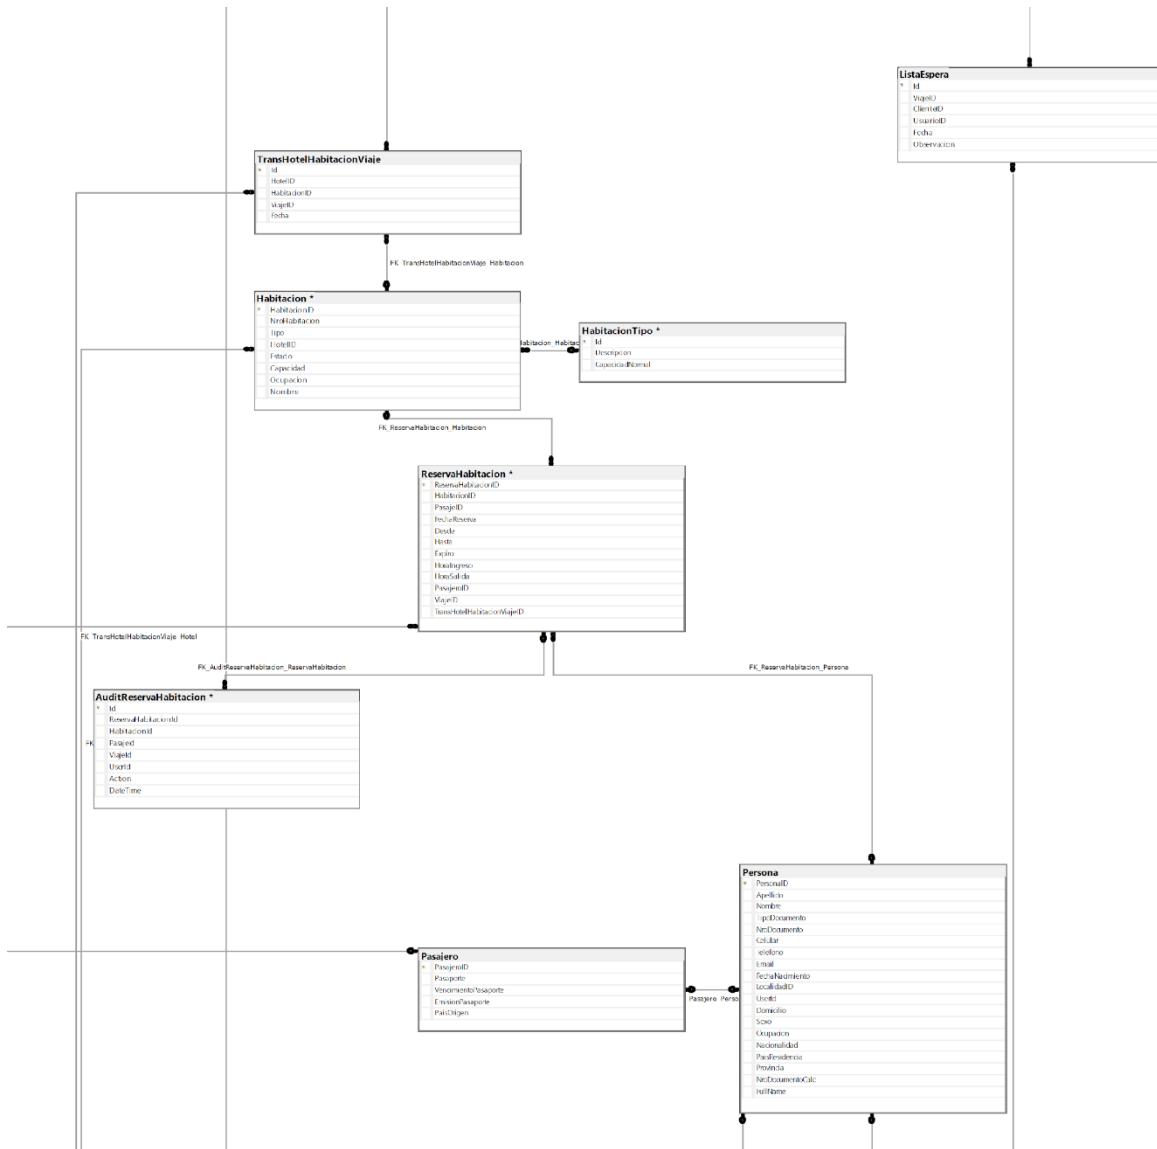 ListaEspera
Id
ViajeID
ClienteID
UsuarioID
Fecha
Observacion
TransHotelHabitacionViaje
Id
HotelID
HabitacionID
ViajeID
Fecha
FK_TransHotelHabitacionViaje_Habitacion
Habitacion *
HabitacionID
NroHabitacion
Tipo
HotelID
Estado
Capacidad
Ocupacion
Nombre
HabitacionTipo *
Id
Descripcion
CapacidadNormal
FK_ReservaHabitacion_Habitacion
ReservaHabitacion *
ReservaHabitacionID
HabitacionID
PasajeID
FechaReserva
Desde
Hasta
Expiro
HoraIngreso
HoraSalida
PasajeroID
ViajeID
TransHotelHabitacionViajeID
FK_TransHotelHabitacionViaje_Hotel
FK_AuditReservaHabitacion_ReservaHabitacion
FK_ReservaHabitacion_Persona
AuditReservaHabitacion *
Id
ReservaHabitacionId
HabitacionId
PasajeId
ViajeId
UserId
Action
DateTime
FK
Persona
PersonaID
Apellido
Nombre
TipoDocumento
NroDocumento
Celular
Telefono
Email
FechaNacimiento
LocalidadID
UserId
Domicilio
Sexo
Ocupacion
Nacionalidad
PaisResidencia
Provincia
NroDocumentoCalc
FullName
Pasajero
PasajeroID
Pasaporte
VencimientoPasaporte
EmisionPasaporte
PaisOrigen
Pasajero_Perso